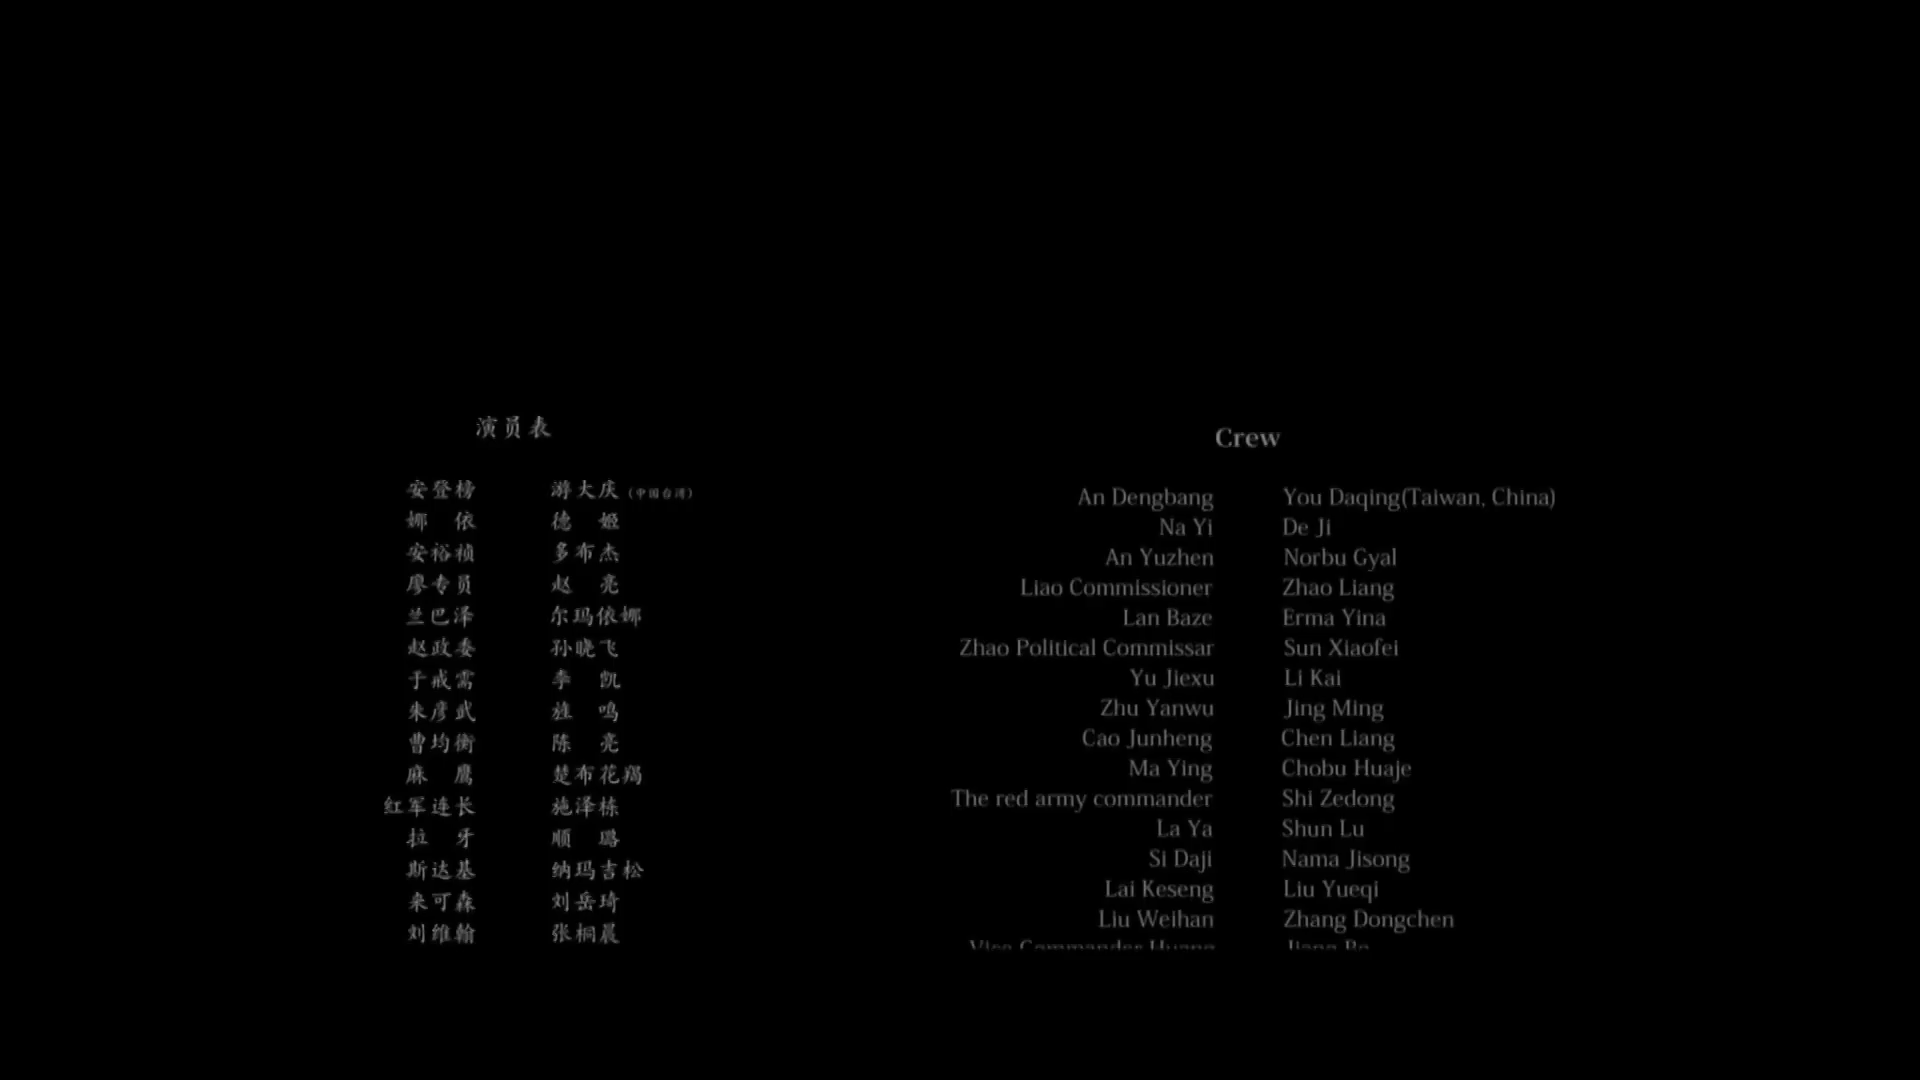 演员表
安登榜 游大庆(中国台湾)
娜 依 德 姬
安裕祯 多布杰
廖专员 赵 亮
兰巴泽 尔玛依娜
赵政委 孙晓飞
于戒需 李 凯
朱彦武 旌 鸣
曹均衡 陈 亮
麻 鹰 楚布花羯
红军连长 施泽栋
拉 牙 顺 璐
斯达基 纳玛吉松
来可森 刘岳琦
刘维翰 张桐晨
Crew
An Dengbang You Daqing(Taiwan, China)
Na Yi De Ji
An Yuzhen Norbu Gyal
Liao Commissioner Zhao Liang
Lan Baze Erma Yina
Zhao Political Commissar Sun Xiaofei
Yu Jiexu Li Kai
Zhu Yanwu Jing Ming
Cao Junheng Chen Liang
Ma Ying Chobu Huaje
The red army commander Shi Zedong
La Ya Shun Lu
Si Daji Nama Jisong
Lai Keseng Liu Yueqi
Liu Weihan Zhang Dongchen
Vice Commander Huang Jiang Bo